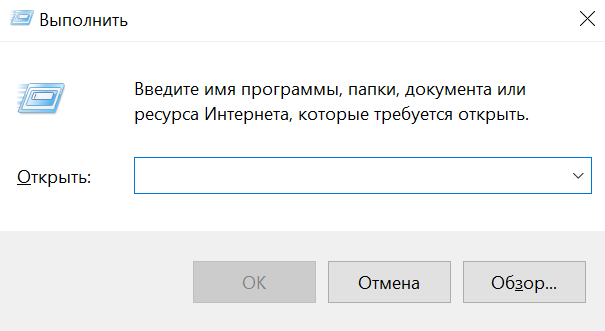 Выполнить
Введите имя программы, папки, документа или
ресурса Интернета, которые требуется открыть.
Открыть:
OK
Отмена
Обзор...